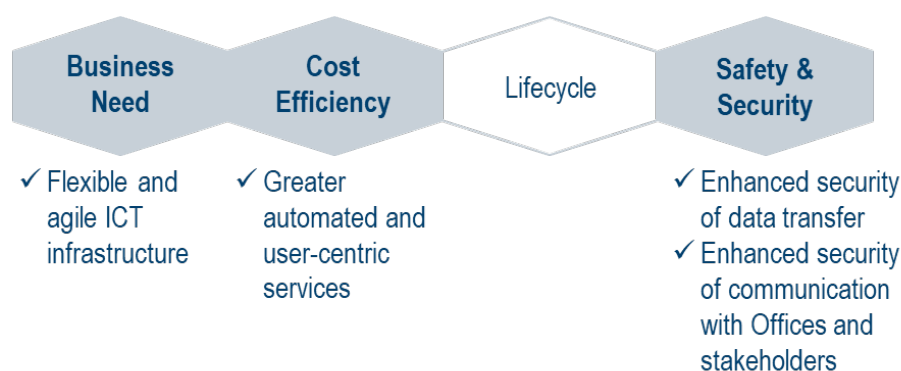 Business
Need
Cost
Efficiency
Lifecycle
Safety &
Security
✓ Flexible and
agile ICT
infrastructure
✓ Greater
automated and
user-centric
services
✓ Enhanced security
of data transfer
✓ Enhanced security
of communication
with Offices and
stakeholders